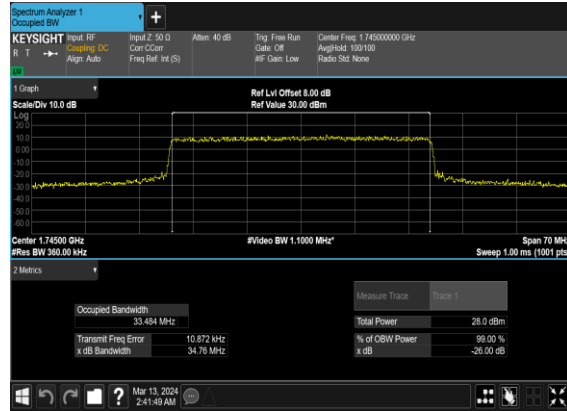 Spectrum Analyzer 1
Occupied BW
KEYSIGHT
R T
Input: RF
Coupling: DC
Align: Auto
Input Z: 50 Ω
Corr CCorr
Freq Ref: Int (S)
Atten: 40 dB
Trig: Free Run
Gate: Off
#IF Gain: Low
Center Freq: 1.745000000 GHz
Avg|Hold: 100/100
Radio Std: None
1 Graph
Scale/Div 10.0 dB
Ref Lvl Offset 8.00 dB
Ref Value 30.00 dBm
Log
20.0
10.0
0.00
-10.0
-20.0
-30.0
-40.0
-50.0
-60.0
Center 1.74500 GHz
#Res BW 360.00 kHz
#Video BW 1.1000 MHz*
Span 70 MHz
Sweep 1.00 ms (1001 pts
2 Metrics
Occupied Bandwidth
33.484 MHz
Transmit Freq Error 10.872 kHz
x dB Bandwidth 34.76 MHz
Measure Trace Trace 1
Total Power 28.0 dBm
% of OBW Power 99.00 %
x dB -26.00 dB
Mar 13, 2024
2:41:49 AM